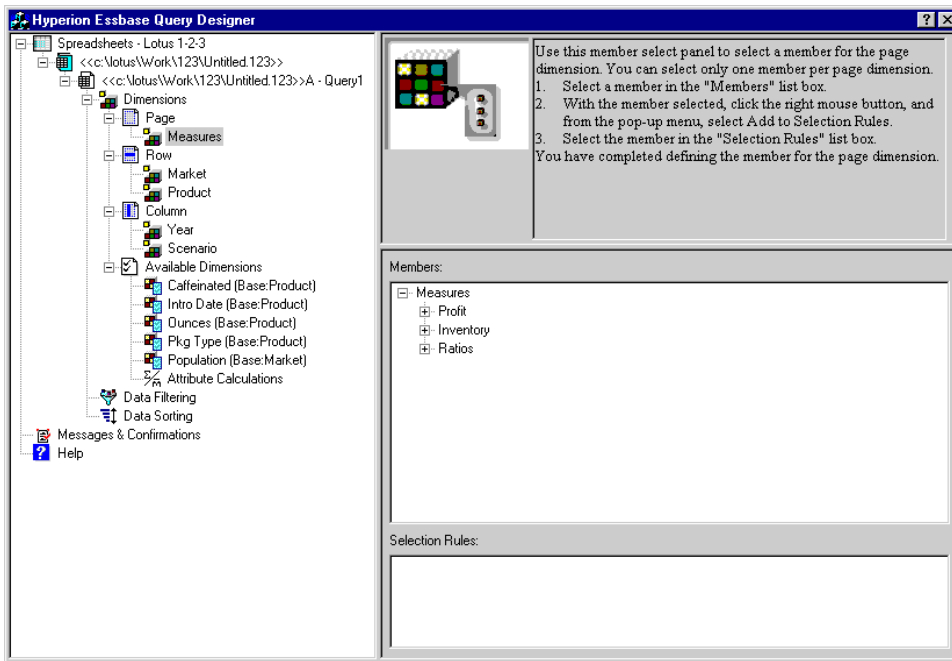 Hyperion Essbase Query Designer
Spreadsheets - Lotus 1-2-3
<<c:\lotus\Work\123\Untitled.123>>
<<c:\lotus\Work\123\Untitled.123>>A - Query1
Dimensions
Page
Measures
Row
Market
Product
Column
Year
Scenario
Available Dimensions
Caffeinated (Base:Product)
Intro Date (Base:Product)
Ounces (Base:Product)
Pkg Type (Base:Product)
Population (Base:Market)
Attribute Calculations
Data Filtering
Data Sorting
Messages & Confirmations
Help
Use this member select panel to select a member for the page
dimension. You can select only one member per page dimension.
1. Select a member in the "Members" list box.
2. With the member selected, click the right mouse button, and
from the pop-up menu, select Add to Selection Rules.
3. Select the member in the "Selection Rules" list box.
You have completed defining the member for the page dimension.
Members:
Measures
Profit
Inventory
Ratios
Selection Rules: